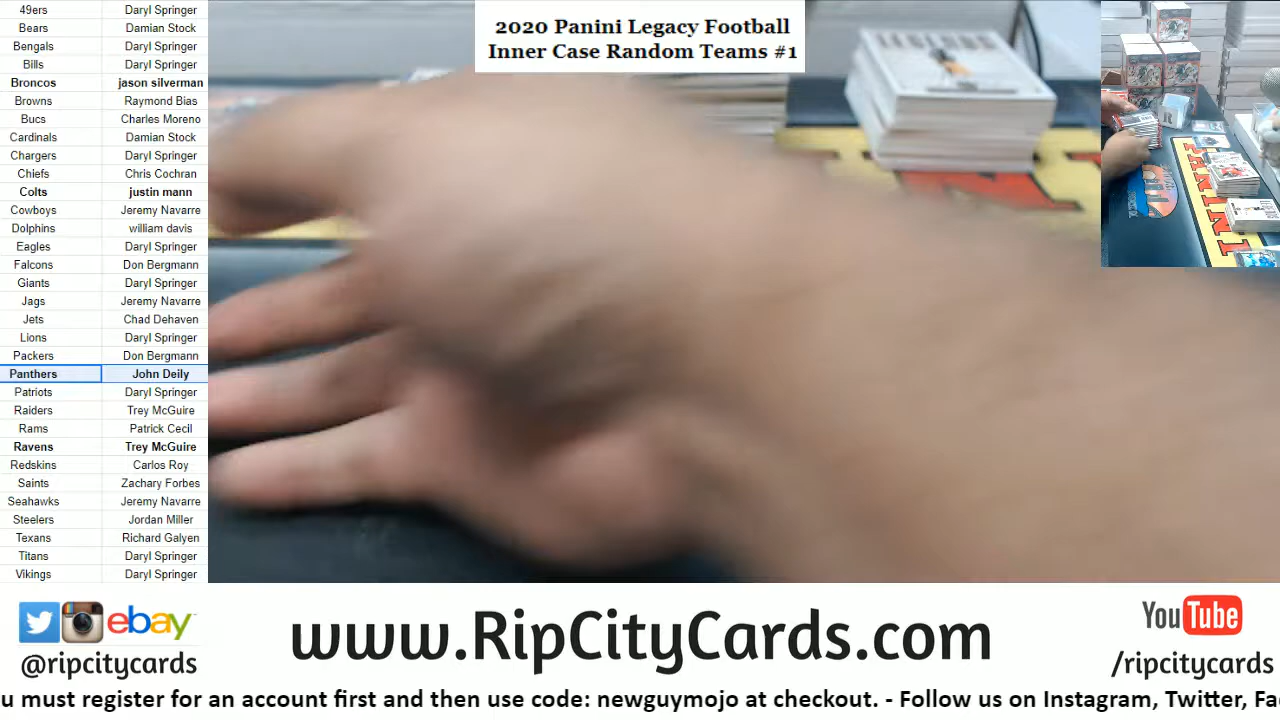 2020 Panini Legacy Football
Inner Case Random Teams #1
49ers Daryl Springer
Bears Damian Stock
Bengals Daryl Springer
Bills Daryl Springer
Broncos jason silverman
Browns Raymond Bias
Bucs Charles Moreno
Cardinals Damian Stock
Chargers Daryl Springer
Chiefs Chris Cochran
Colts justin mann
Cowboys Jeremy Navarre
Dolphins william davis
Eagles Daryl Springer
Falcons Don Bergmann
Giants Daryl Springer
Jags Jeremy Navarre
Jets Chad Dehaven
Lions Daryl Springer
Packers Don Bergmann
Panthers John Deily
Patriots Daryl Springer
Raiders Trey McGuire
Rams Patrick Cecil
Ravens Trey McGuire
Redskins Carlos Roy
Saints Zachary Forbes
Seahawks Jeremy Navarre
Steelers Jordan Miller
Texans Richard Galyen
Titans Daryl Springer
Vikings Daryl Springer
PANINI
ebay
@ripcitycards
www.RipCityCards.com
YouTube
/ripcitycards
u must register for an account first and then use code: newguymojo at checkout. - Follow us on Instagram, Twitter, Fa